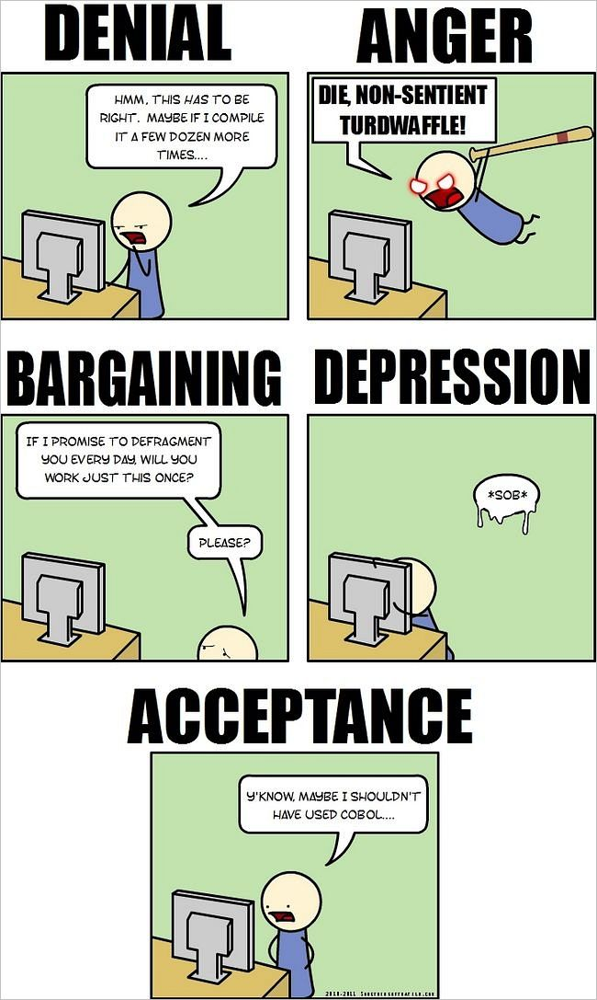 DENIAL
HMM, THIS HAS TO BE
RIGHT. MAYBE IF I COMPILE
IT A FEW DOZEN MORE
TIMES....
ANGER
DIE, NON-SENTIENT
TURDWAFFLE!
BARGAINING
IF I PROMISE TO DEFRAGMENT
YOU EVERY DAY, WILL YOU
WORK JUST THIS ONCE?
PLEASE?
DEPRESSION
*SOB*
ACCEPTANCE
Y'KNOW, MAYBE I SHOULDN'T
HAVE USED COBOL....